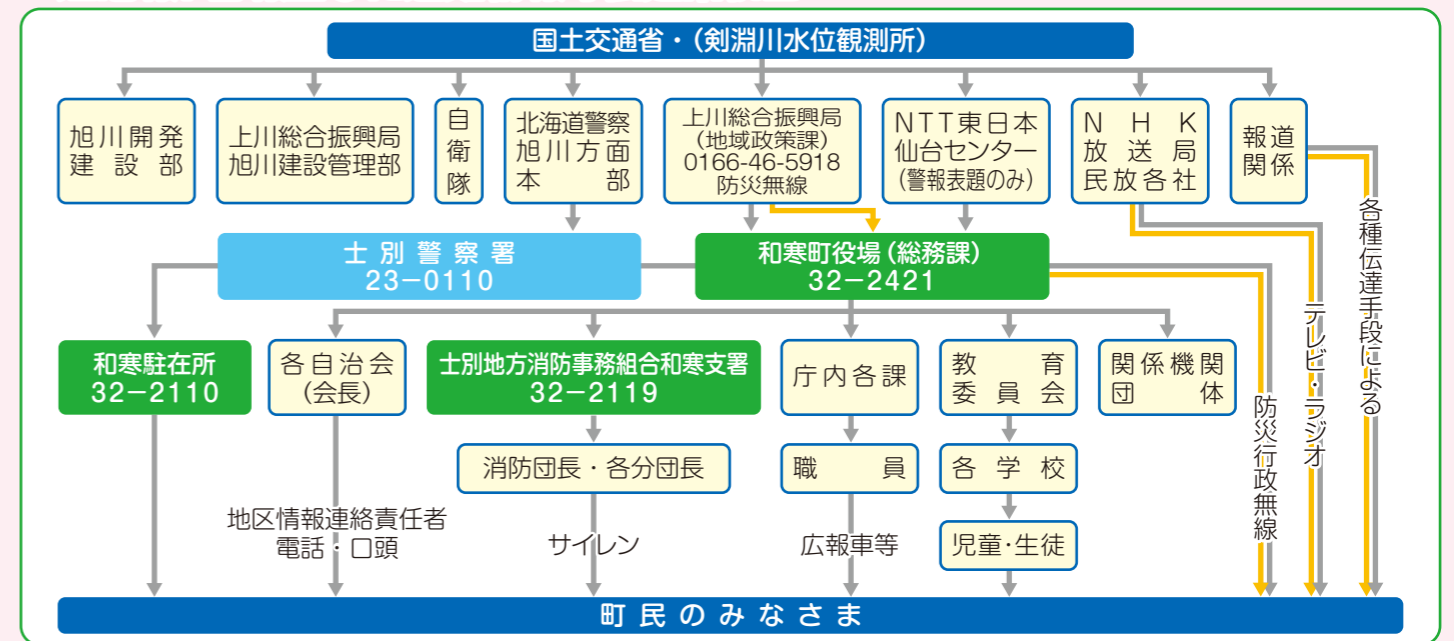 国土交通省・(剣淵川水位観測所)
旭川開発
建設部
上川総合振興局
旭川建設管理部
自衛隊
北海道警察
旭川方面
本部
上川総合振興局
(地域政策課)
0166-46-5918
防災無線
NTT東日本
仙台センター
(警報表題のみ)
NHK
放送局
民放各社
報道
関係
士別警察署
23−0110
和寒町役場(総務課)
32−2421
和寒駐在所
32−2110
各自治会
(会長)
士別地方消防事務組合和寒支署
32−2119
庁内各課
教育
委員会
関係機関
団体
消防団長・各分団長
職員
各学校
地区情報連絡責任者
電話・口頭
サイレン
広報車等
児童・生徒
防災行政無線
テレビ・ラジオ
各種伝達手段による
町民のみなさま